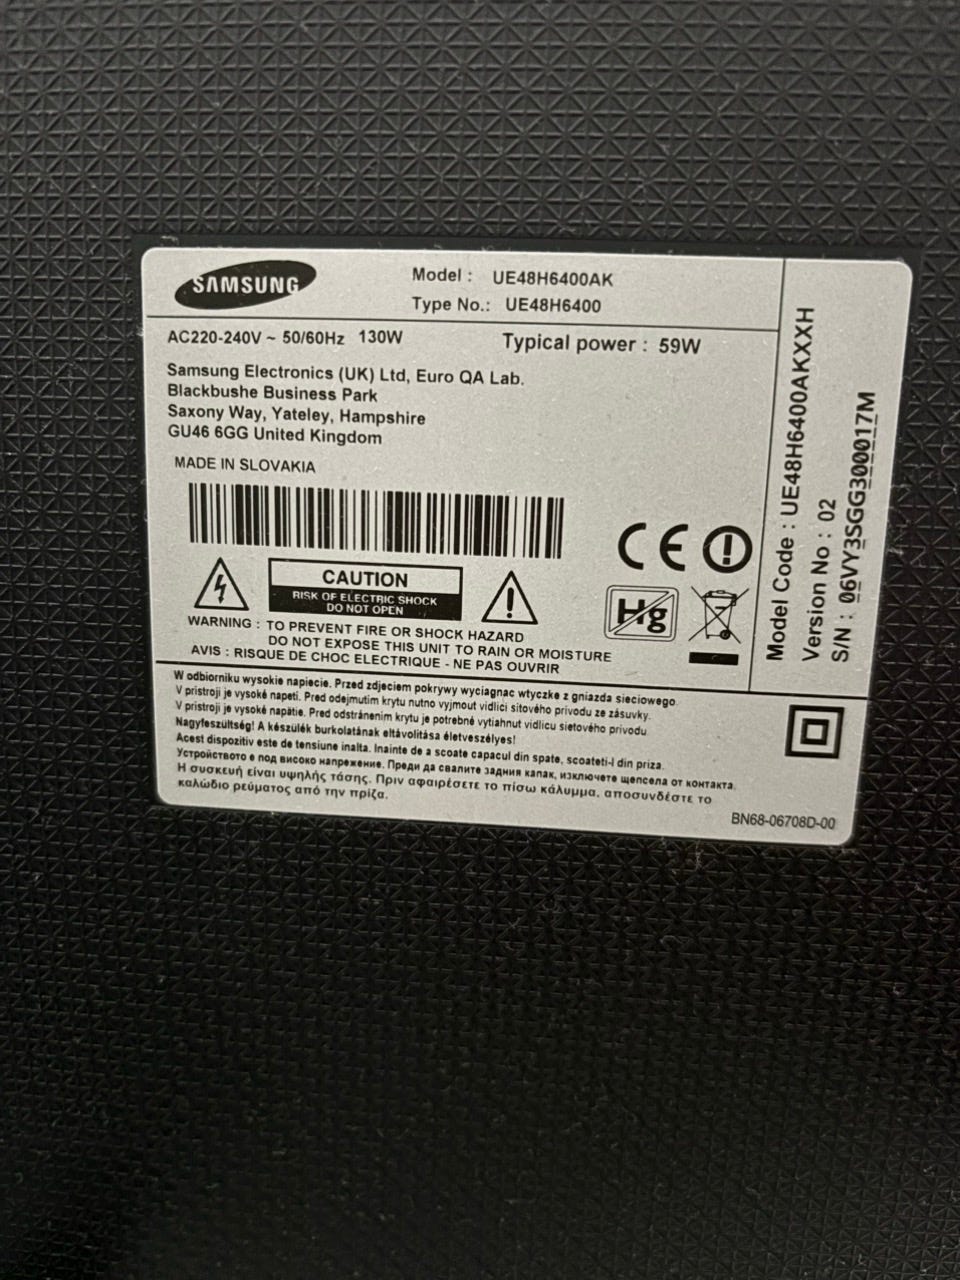 SAMSUNG
Model : UE48H6400AK
Type No.: UE48H6400
AC220-240V ~ 50/60Hz 130W
Typical power : 59W
Samsung Electronics (UK) Ltd, Euro QA Lab.
Blackbushe Business Park
Saxony Way, Yateley, Hampshire
GU46 6GG United Kingdom
MADE IN SLOVAKIA
CE
Hg
CAUTION
RISK OF ELECTRIC SHOCK
DO NOT OPEN
WARNING : TO PREVENT FIRE OR SHOCK HAZARD
DO NOT EXPOSE THIS UNIT TO RAIN OR MOISTURE
AVIS : RISQUE DE CHOC ELECTRIQUE - NE PAS OUVRIR
W odbiorniku wysokie napiecie. Przed zdjeciem pokrywy wyciagnac wtyczke z gniazda sieciowego.
V pristroji je vysoké napeti. Pred odejmutim krytu nutno vyjmout vidlici sitového privodu ze zásuvky.
V pristroji je vysoké napätie. Pred odstránením krytu je potrebné vytiahnut vidlicu sietového privodu
Nagyfeszültség! A készülék burkolatának eltávolítása életveszélyes!
Acest dispozitiv este de tensiune inalta. Inainte de a scoate capacul din spate, scoateti-l din priza.
Устройството е под високо напрежение. Преди да свалите задния капак, изключете щепсела от контакта.
Η συσκευή είναι υψηλής τάσης. Πριν αφαιρέσετε το πίσω κάλυμμα, αποσυνδέστε το
καλώδιο ρεύματος από την πρίζα.
BN68-06708D-00
Model Code : UE48H6400AKXXH
Version No : 02
S/N : 06VY3SGG300017M